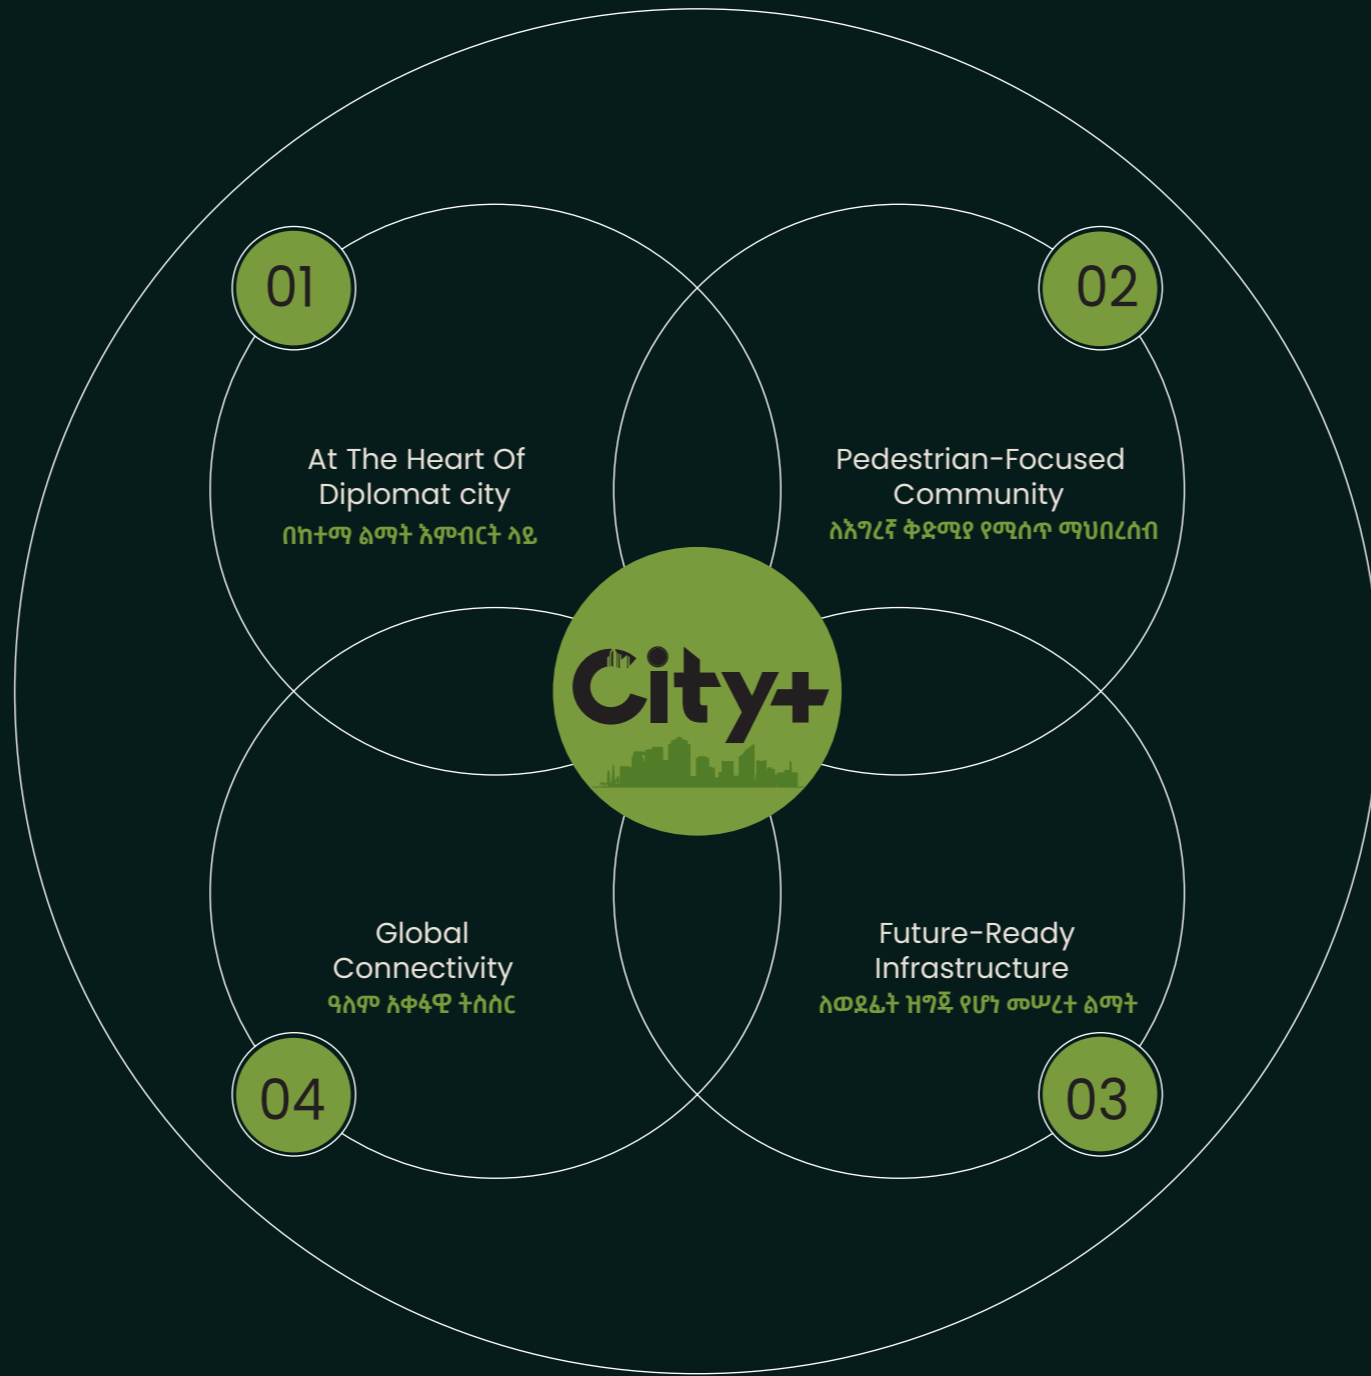 01
At The Heart Of
Diplomat city
በከተማ ልማት እምብርት ላይ
02
Pedestrian-Focused
Community
ለእግረኛ ቅድሚያ የሚሰጥ ማህበረሰብ
City+
Global
Connectivity
ዓለም አቀፋዊ ትስስር
04
Future-Ready
Infrastructure
ለወደፊት ዝግጁ የሆነ መሠረተ ልማት
03